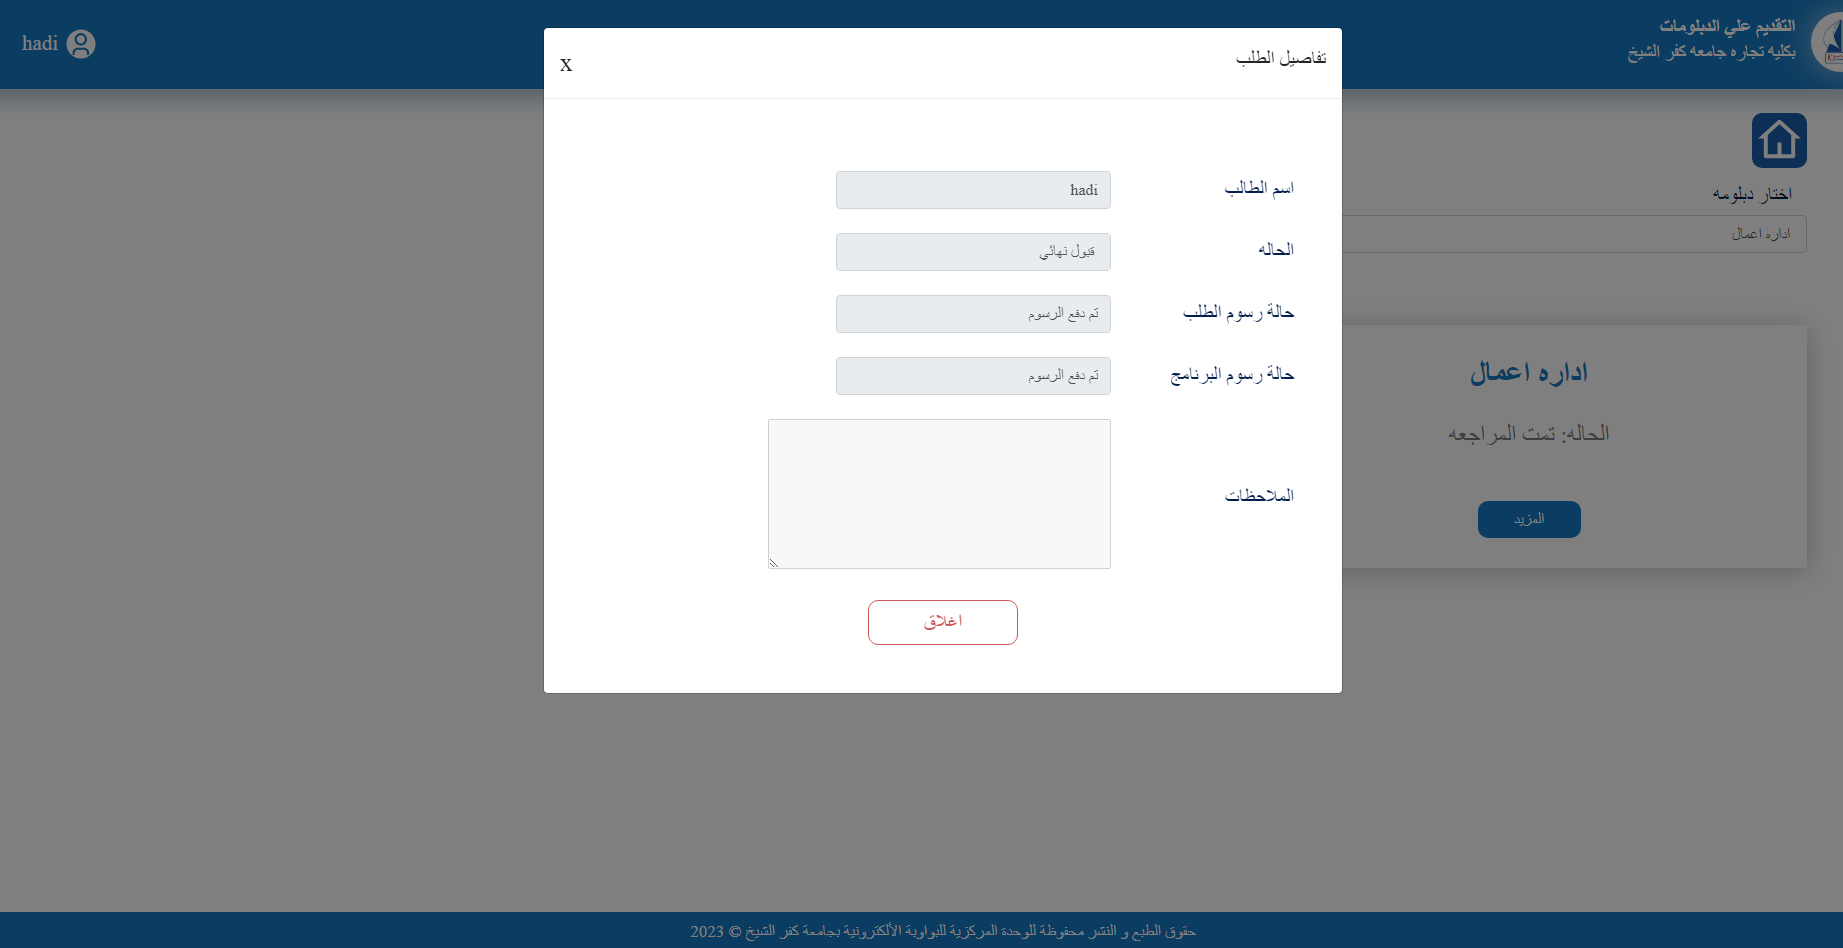 التقديم علي الدبلومات
بكليه تجاره جامعه كفر الشيخ
hadi
تفاصيل الطلب
X
اسم الطالب
hadi
الحاله
قبول نهائي
حالة رسوم الطلب
تم دفع الرسوم
حالة رسوم البرنامج
تم دفع الرسوم
الملاحظات
اغلاق
اختار دبلومه
اداره اعمال
اداره اعمال
الحاله: تمت المراجعه
المزيد
حقوق الطبع و النشر محفوظة للوحدة المركزية للبواوبة الألكترونية بجامعة كفر الشيخ © 2023